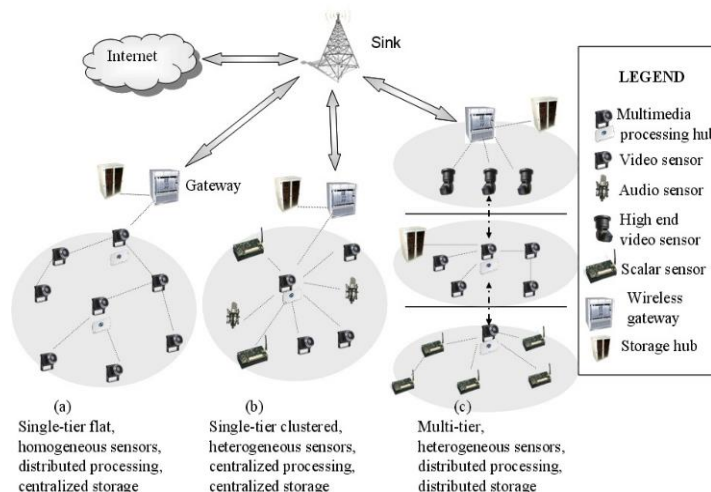 Internet
Sink
Gateway
LEGEND
Multimedia
processing hub
Video sensor
Audio sensor
High end
video sensor
Scalar sensor
Wireless
gateway
Storage hub
(a)
Single-tier flat,
homogeneous sensors,
distributed processing,
centralized storage
(b)
Single-tier clustered,
heterogeneous sensors,
centralized processing,
centralized storage
(c)
Multi-tier,
heterogeneous sensors,
distributed processing,
distributed storage